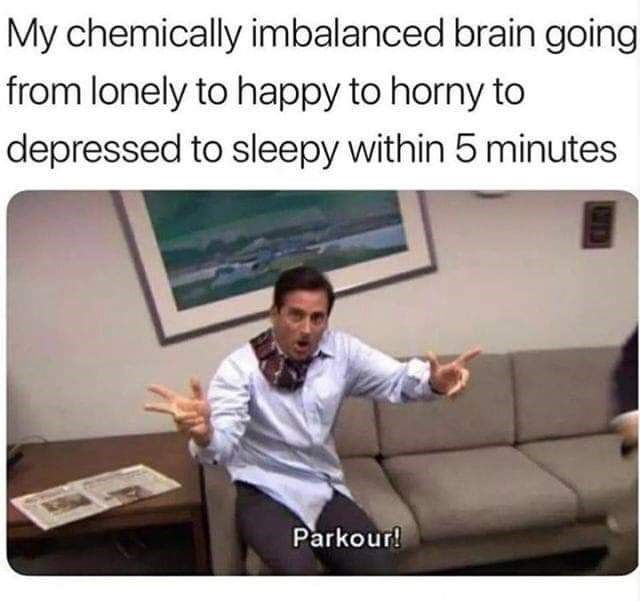 My chemically imbalanced brain going
from lonely to happy to horny to
depressed to sleepy within 5 minutes
Parkour!